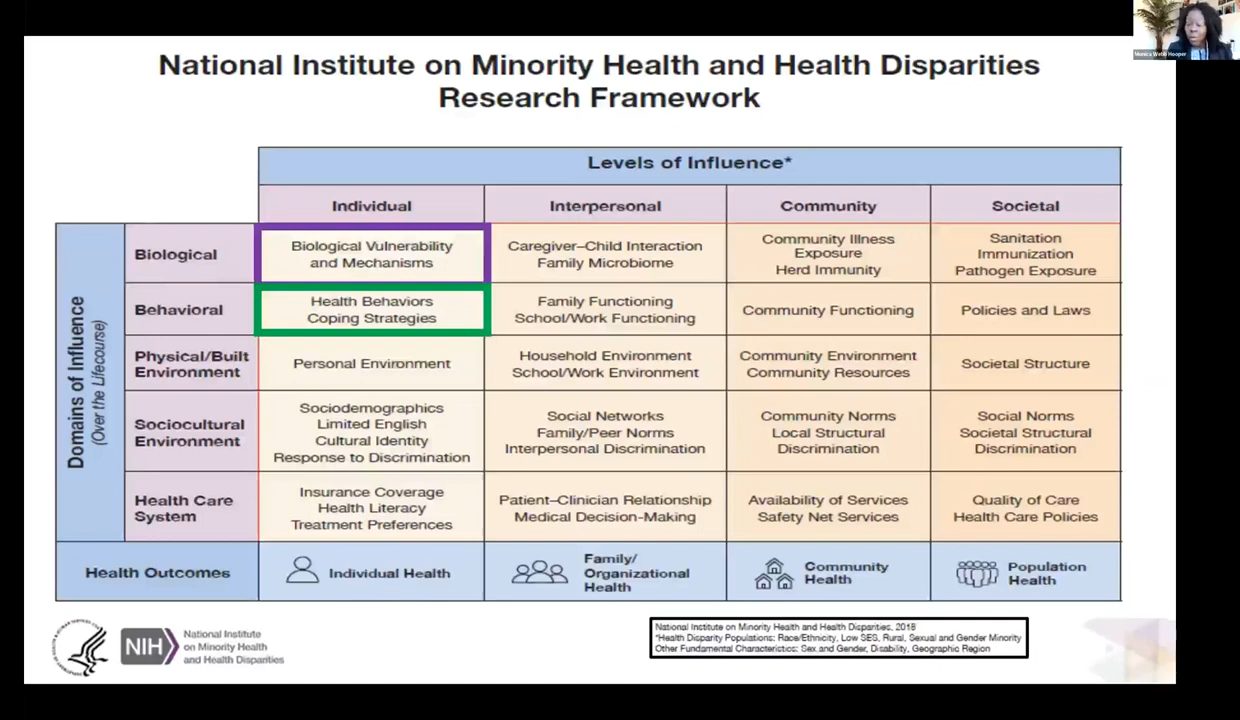 Monica Webb Hooper
National Institute on Minority Health and Health Disparities
Research Framework
Levels of Influence*
Individual
Interpersonal
Community
Societal
Domains of Influence
(Over the Lifecourse)
Biological
Biological Vulnerability
and Mechanisms
Caregiver–Child Interaction
Family Microbiome
Community Illness
Exposure
Herd Immunity
Sanitation
Immunization
Pathogen Exposure
Behavioral
Health Behaviors
Coping Strategies
Family Functioning
School/Work Functioning
Community Functioning
Policies and Laws
Physical/Built
Environment
Personal Environment
Household Environment
School/Work Environment
Community Environment
Community Resources
Societal Structure
Sociocultural
Environment
Sociodemographics
Limited English
Cultural Identity
Response to Discrimination
Social Networks
Family/Peer Norms
Interpersonal Discrimination
Community Norms
Local Structural
Discrimination
Social Norms
Societal Structural
Discrimination
Health Care
System
Insurance Coverage
Health Literacy
Treatment Preferences
Patient–Clinician Relationship
Medical Decision-Making
Availability of Services
Safety Net Services
Quality of Care
Health Care Policies
Health Outcomes
Individual Health
Family/
Organizational
Health
Community
Health
Population
Health
NIH
National Institute
on Minority Health
and Health Disparities
National Institute on Minority Health and Health Disparities, 2018
*Health Disparity Populations: Race/Ethnicity, Low SES, Rural, Sexual and Gender Minority
Other Fundamental Characteristics: Sex and Gender, Disability, Geographic Region